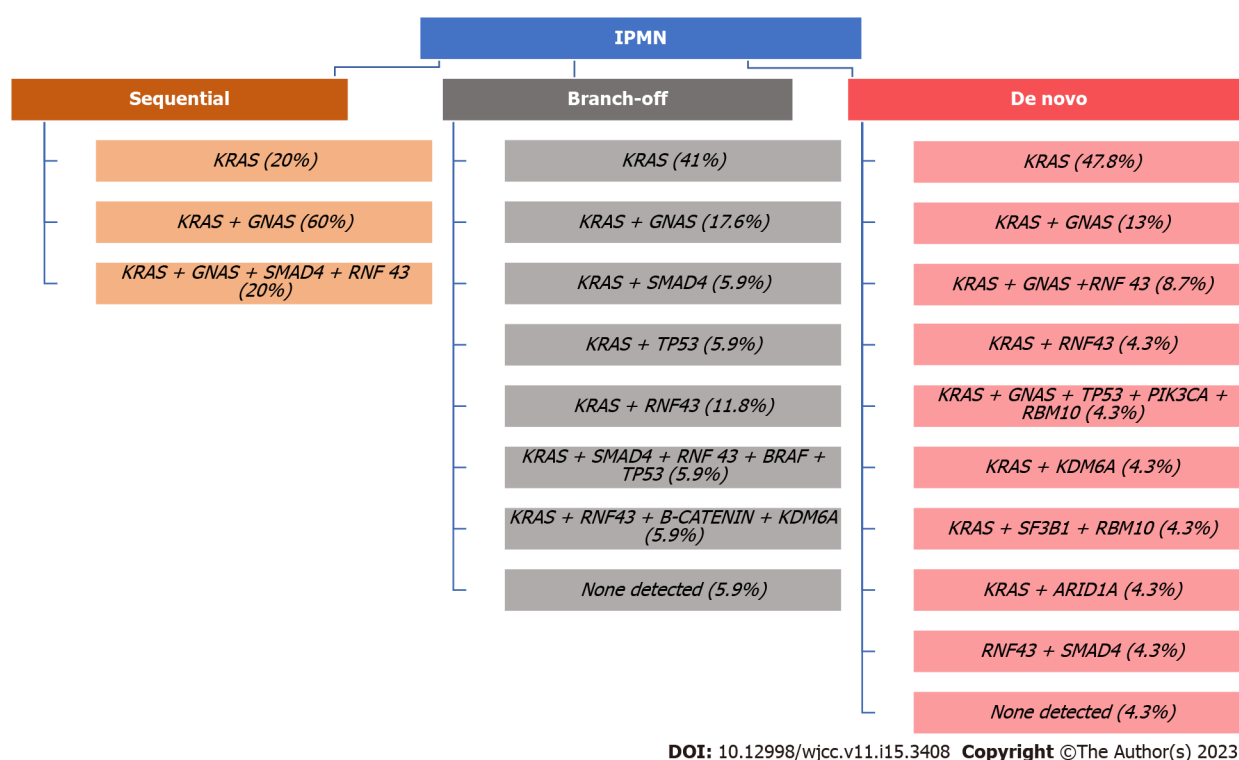 IPMN
Sequential
KRAS (20%)
KRAS + GNAS (60%)
KRAS + GNAS + SMAD4 + RNF 43
(20%)
Branch-off
KRAS (41%)
KRAS + GNAS (17.6%)
KRAS + SMAD4 (5.9%)
KRAS + TP53 (5.9%)
KRAS + RNF43 (11.8%)
KRAS + SMAD4 + RNF 43 + BRAF +
TP53 (5.9%)
KRAS + RNF43 + B-CATENIN + KDM6A
(5.9%)
None detected (5.9%)
De novo
KRAS (47.8%)
KRAS + GNAS (13%)
KRAS + GNAS +RNF 43 (8.7%)
KRAS + RNF43 (4.3%)
KRAS + GNAS + TP53 + PIK3CA +
RBM10 (4.3%)
KRAS + KDM6A (4.3%)
KRAS + SF3B1 + RBM10 (4.3%)
KRAS + ARID1A (4.3%)
RNF43 + SMAD4 (4.3%)
None detected (4.3%)
DOI: 10.12998/wjcc.v11.i15.3408 Copyright ©The Author(s) 2023